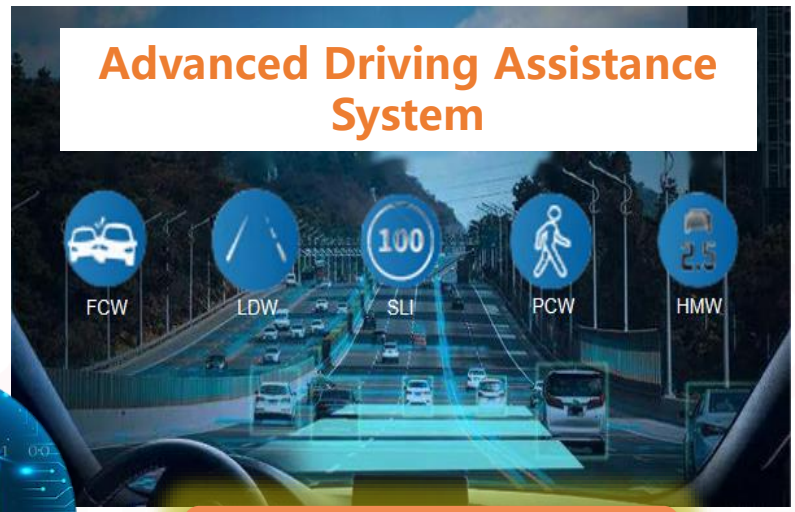 Advanced Driving Assistance
System
100
2.5
FCW
LDW
SLI
PCW
HMW